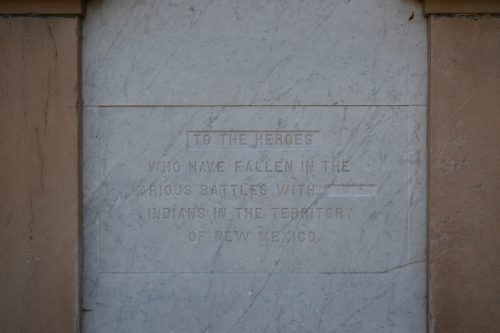 TO THE HEROES
WHO HAVE FALLEN IN THE
VARIOUS BATTLES WITH
INDIANS IN THE TERRITORY
OF NEW MEXICO.